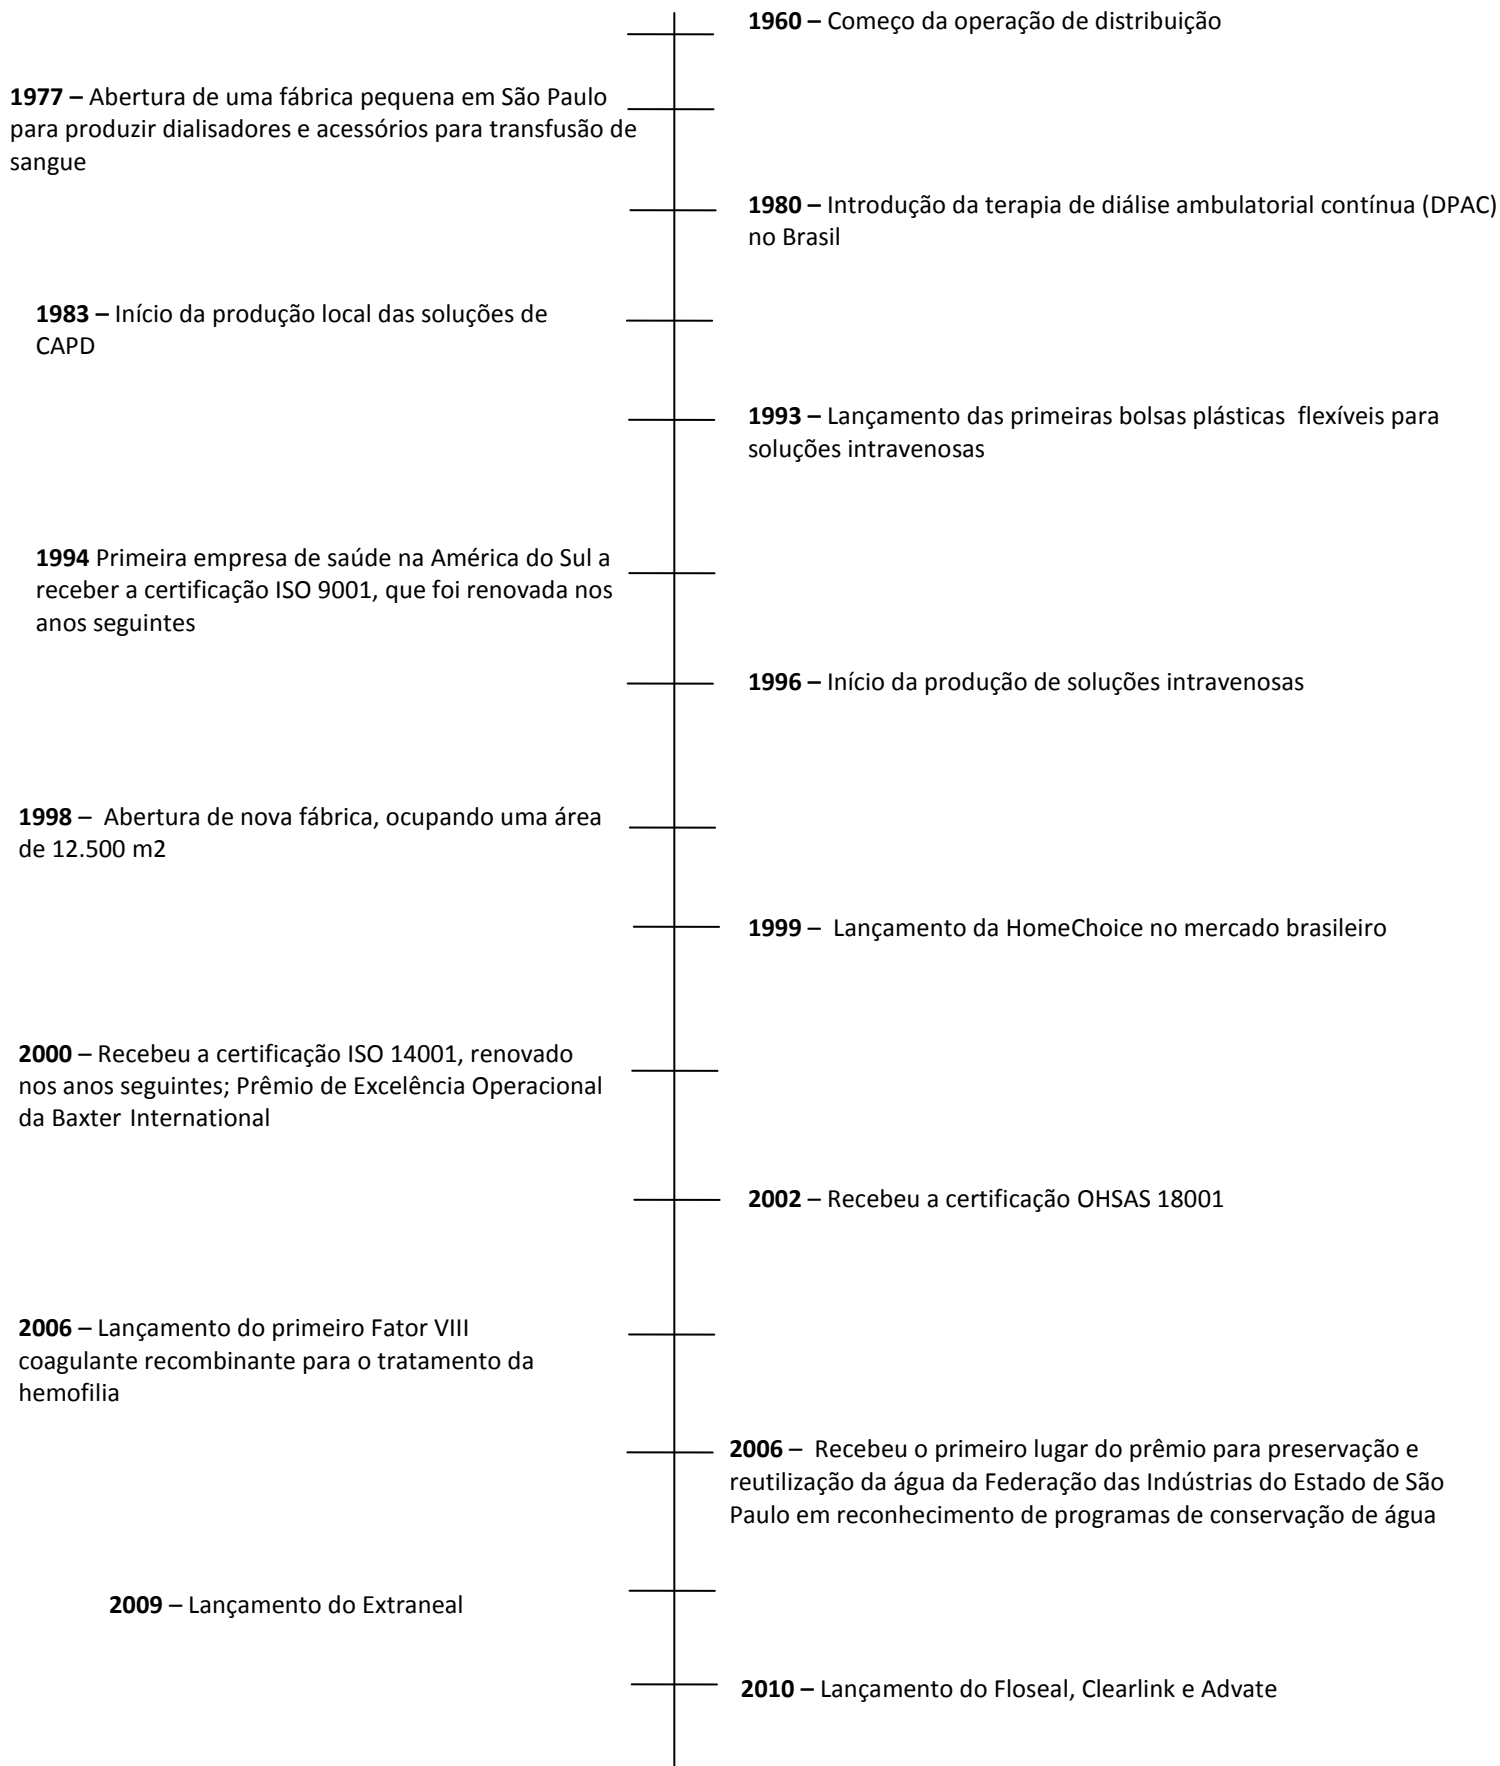 1960 – Começo da operação de distribuição
1977 – Abertura de uma fábrica pequena em São Paulo
para produzir dialisadores e acessórios para transfusão de
sangue
1980 – Introdução da terapia de diálise ambulatorial contínua (DPAC)
no Brasil
1983 – Início da produção local das soluções de
CAPD
1993 – Lançamento das primeiras bolsas plásticas flexíveis para
soluções intravenosas
1994 Primeira empresa de saúde na América do Sul a
receber a certificação ISO 9001, que foi renovada nos
anos seguintes
1996 – Início da produção de soluções intravenosas
1998 – Abertura de nova fábrica, ocupando uma área
de 12.500 m2
1999 – Lançamento da HomeChoice no mercado brasileiro
2000 – Recebeu a certificação ISO 14001, renovado
nos anos seguintes; Prêmio de Excelência Operacional
da Baxter International
2002 – Recebeu a certificação OHSAS 18001
2006 – Lançamento do primeiro Fator VIII
coagulante recombinante para o tratamento da
hemofilia
2006 – Recebeu o primeiro lugar do prêmio para preservação e
reutilização da água da Federação das Indústrias do Estado de São
Paulo em reconhecimento de programas de conservação de água
2009 – Lançamento do Extraneal
2010 – Lançamento do Floseal, Clearlink e Advate